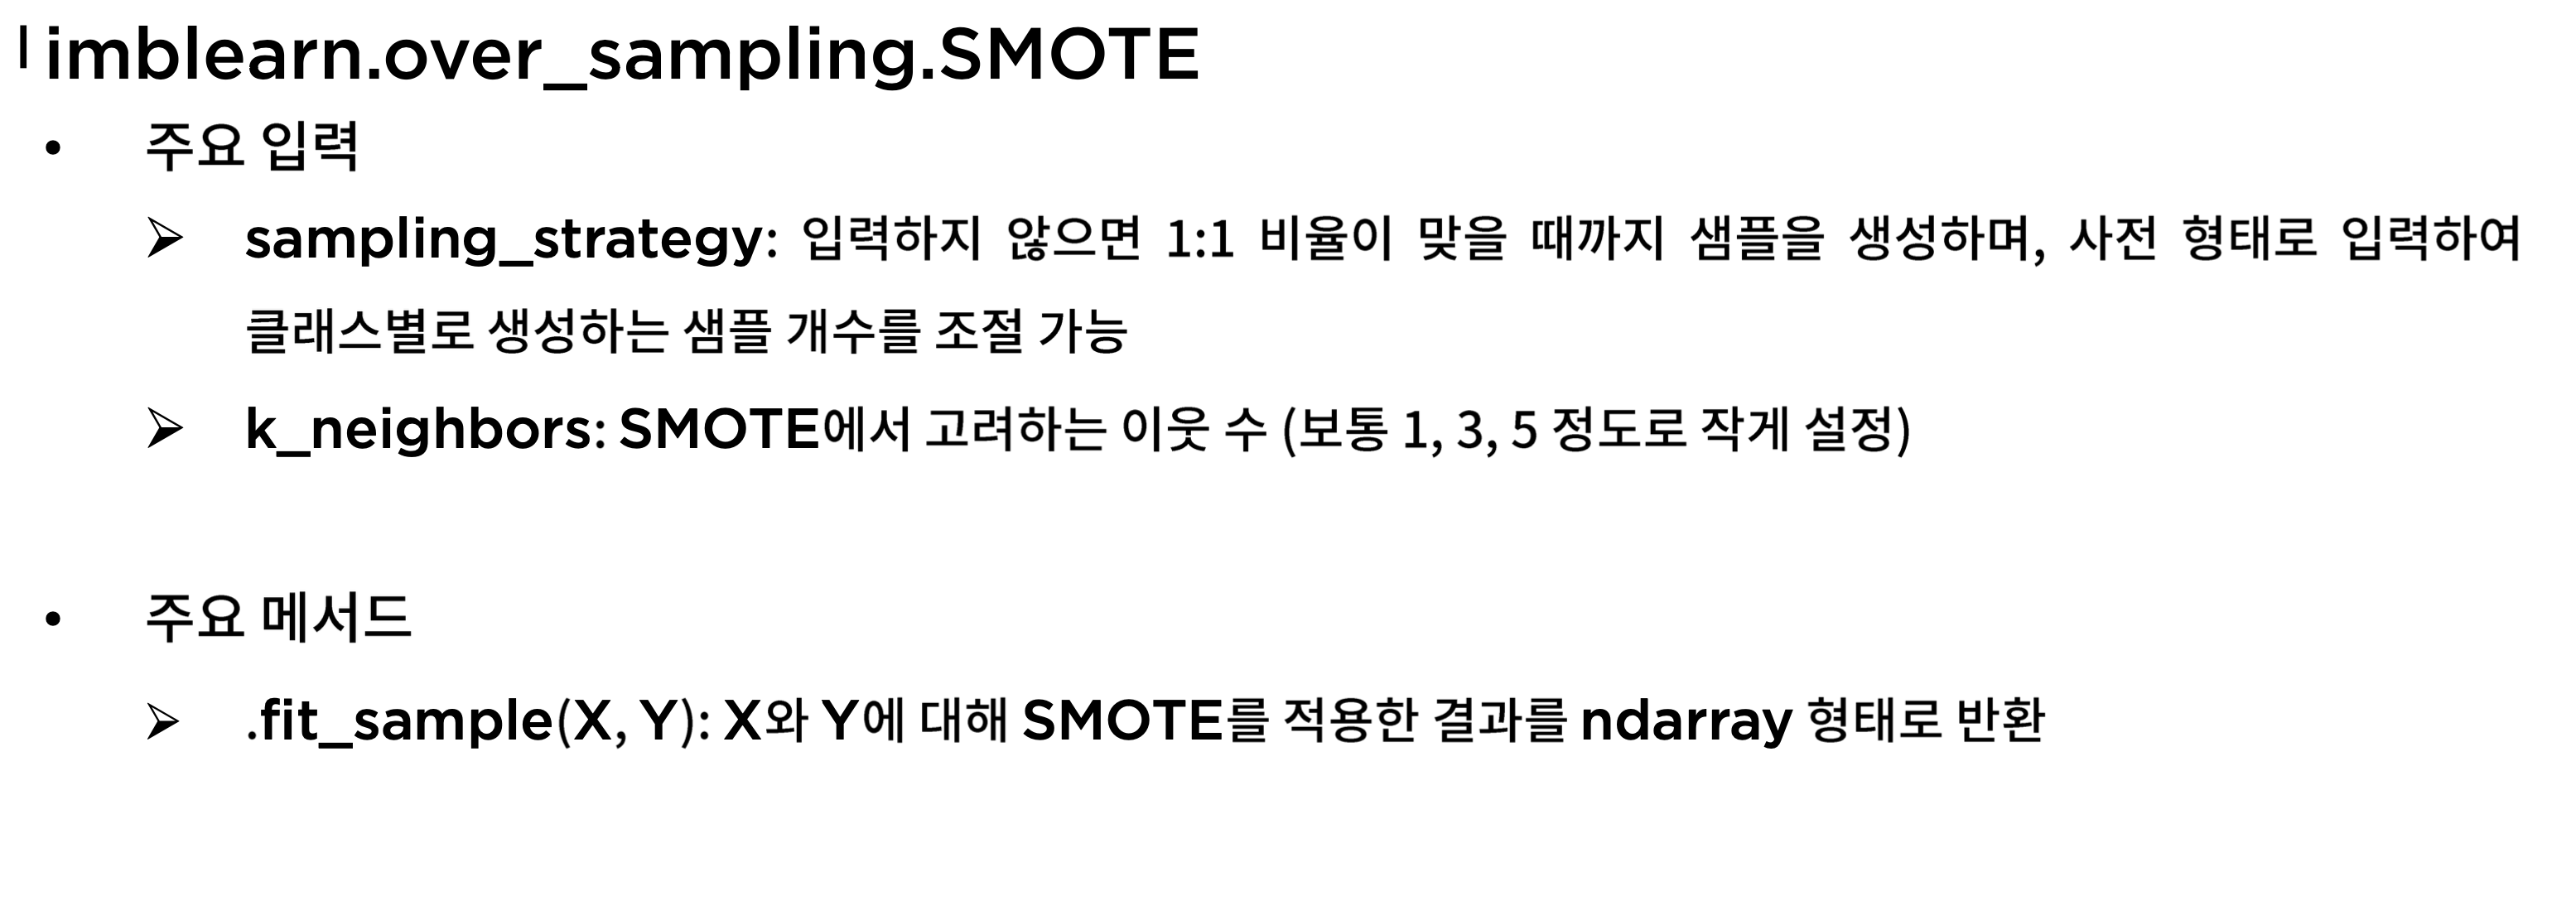 imblearn.over_sampling.SMOTE
• 주요 입력
➢ sampling_strategy: 입력하지 않으면 1:1 비율이 맞을 때까지 샘플을 생성하며, 사전 형태로 입력하여
클래스별로 생성하는 샘플 개수를 조절 가능
➢ k_neighbors: SMOTE에서 고려하는 이웃 수 (보통 1, 3, 5 정도로 작게 설정)
• 주요 메서드
➢ .fit_sample(X, Y): X와 Y에 대해 SMOTE를 적용한 결과를 ndarray 형태로 반환